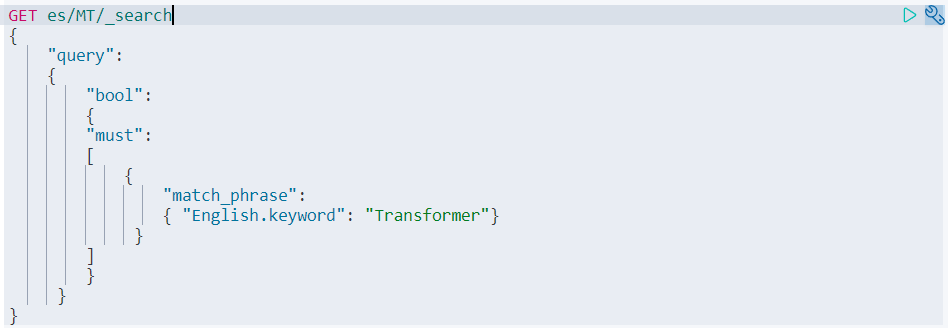 GET es/MT/_search
{
"query":
{
"bool":
{
"must":
[
{
"match_phrase":
{ "English.keyword": "Transformer"}
}
]
}
}
}